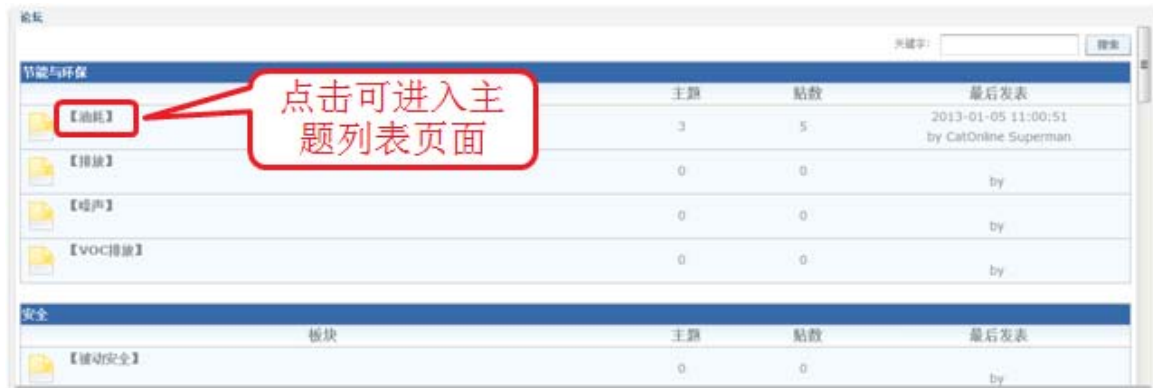 论坛
关键字: 搜索
节能与环保
主题 贴数 最后发表
【油耗】 3 5 2013-01-05 11:00:51
by CatOnline Superman
点击可进入主
题列表页面
【排放】 0 0 by
【噪声】 0 0 by
【VOC排放】 0 0 by
安全
板块 主题 贴数 最后发表
【被动安全】 0 0 by